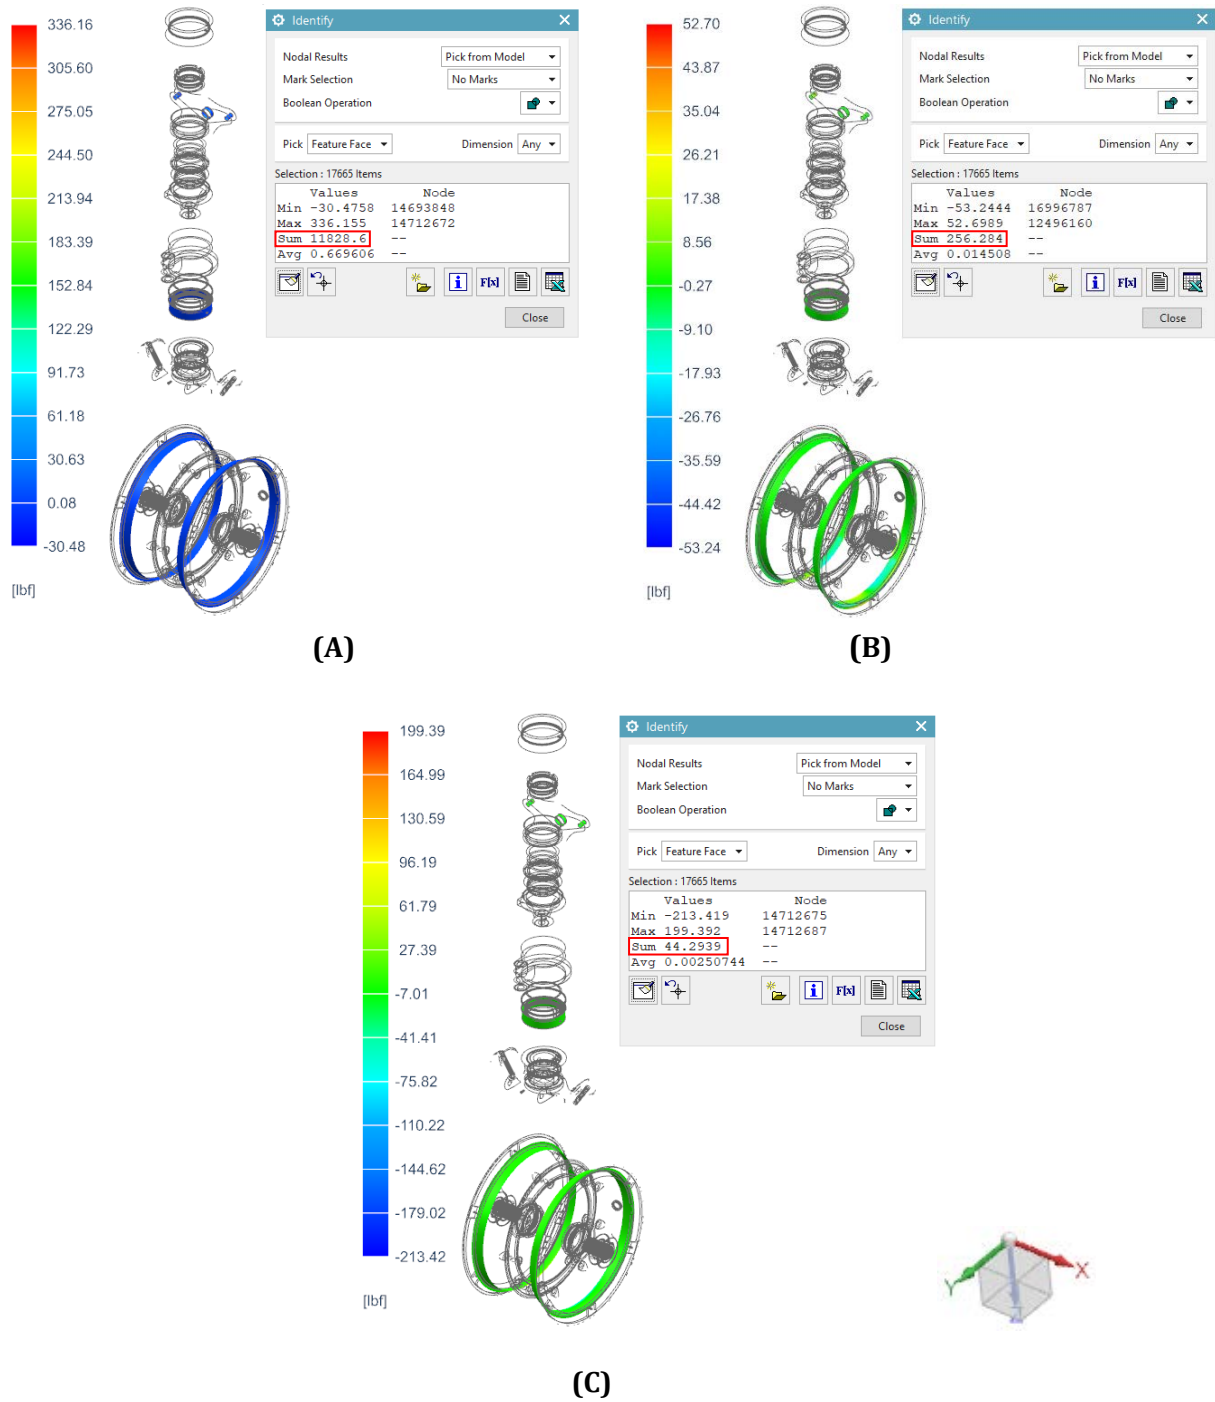 336.16
305.60
275.05
244.50
213.94
183.39
152.84
122.29
91.73
61.18
30.63
0.08
-30.48
[lbf]
Identify
Nodal Results Pick from Model
Mark Selection No Marks
Boolean Operation
Pick Feature Face Dimension Any
Selection : 17665 Items
Values Node
Min -30.4758 14693848
Max 336.155 14712672
Sum 11828.6 --
Avg 0.669606 --
i F[x]
Close
(A)
52.70
43.87
35.04
26.21
17.38
8.56
-0.27
-9.10
-17.93
-26.76
-35.59
-44.42
-53.24
[lbf]
Identify
Nodal Results Pick from Model
Mark Selection No Marks
Boolean Operation
Pick Feature Face Dimension Any
Selection : 17665 Items
Values Node
Min -53.2444 16996787
Max 52.6989 12496160
Sum 256.284 --
Avg 0.014508 --
i F[x]
Close
(B)
199.39
164.99
130.59
96.19
61.79
27.39
-7.01
-41.41
-75.82
-110.22
-144.62
-179.02
-213.42
[lbf]
Identify
Nodal Results Pick from Model
Mark Selection No Marks
Boolean Operation
Pick Feature Face Dimension Any
Selection : 17665 Items
Values Node
Min -213.419 14712675
Max 199.392 14712687
Sum 44.2939 --
Avg 0.00250744 --
i F[x]
Close
X
Y
Z
(C)